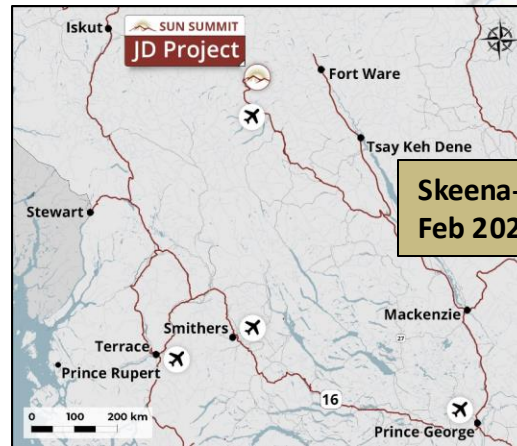 Iskut
SUN SUMMIT
JD Project
Fort Ware
Tsay Keh Dene
Skeena-
Feb 202
Stewart
Mackenzie
Smithers
27
Terrace
Prince Rupert
16
0 100 200 km
Prince George